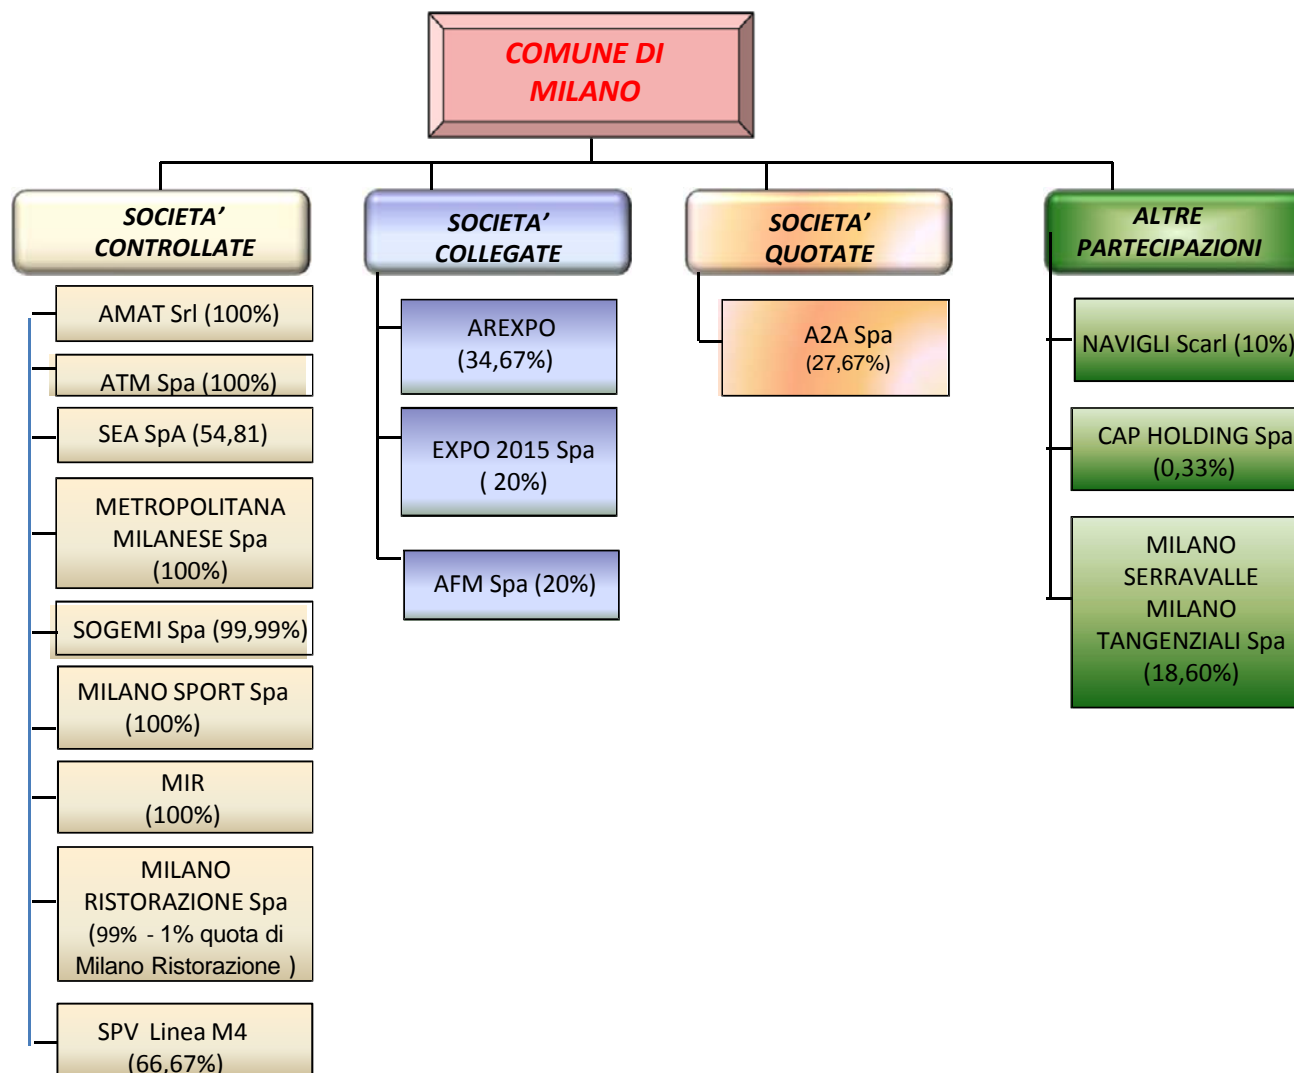 COMUNE DI
MILANO
SOCIETA’
CONTROLLATE
AMAT Srl (100%)
ATM Spa (100%)
SEA SpA (54,81)
METROPOLITANA
MILANESE Spa
(100%)
SOGEMI Spa (99,99%)
MILANO SPORT Spa
(100%)
MIR
(100%)
MILANO
RISTORAZIONE Spa
(99% - 1% quota di
Milano Ristorazione )
SPV Linea M4
(66,67%)
SOCIETA’
COLLEGATE
AREXPO
(34,67%)
EXPO 2015 Spa
( 20%)
AFM Spa (20%)
SOCIETA’
QUOTATE
A2A Spa
(27,67%)
ALTRE
PARTECIPAZIONI
NAVIGLI Scarl (10%)
CAP HOLDING Spa
(0,33%)
MILANO
SERRAVALLE
MILANO
TANGENZIALI Spa
(18,60%)